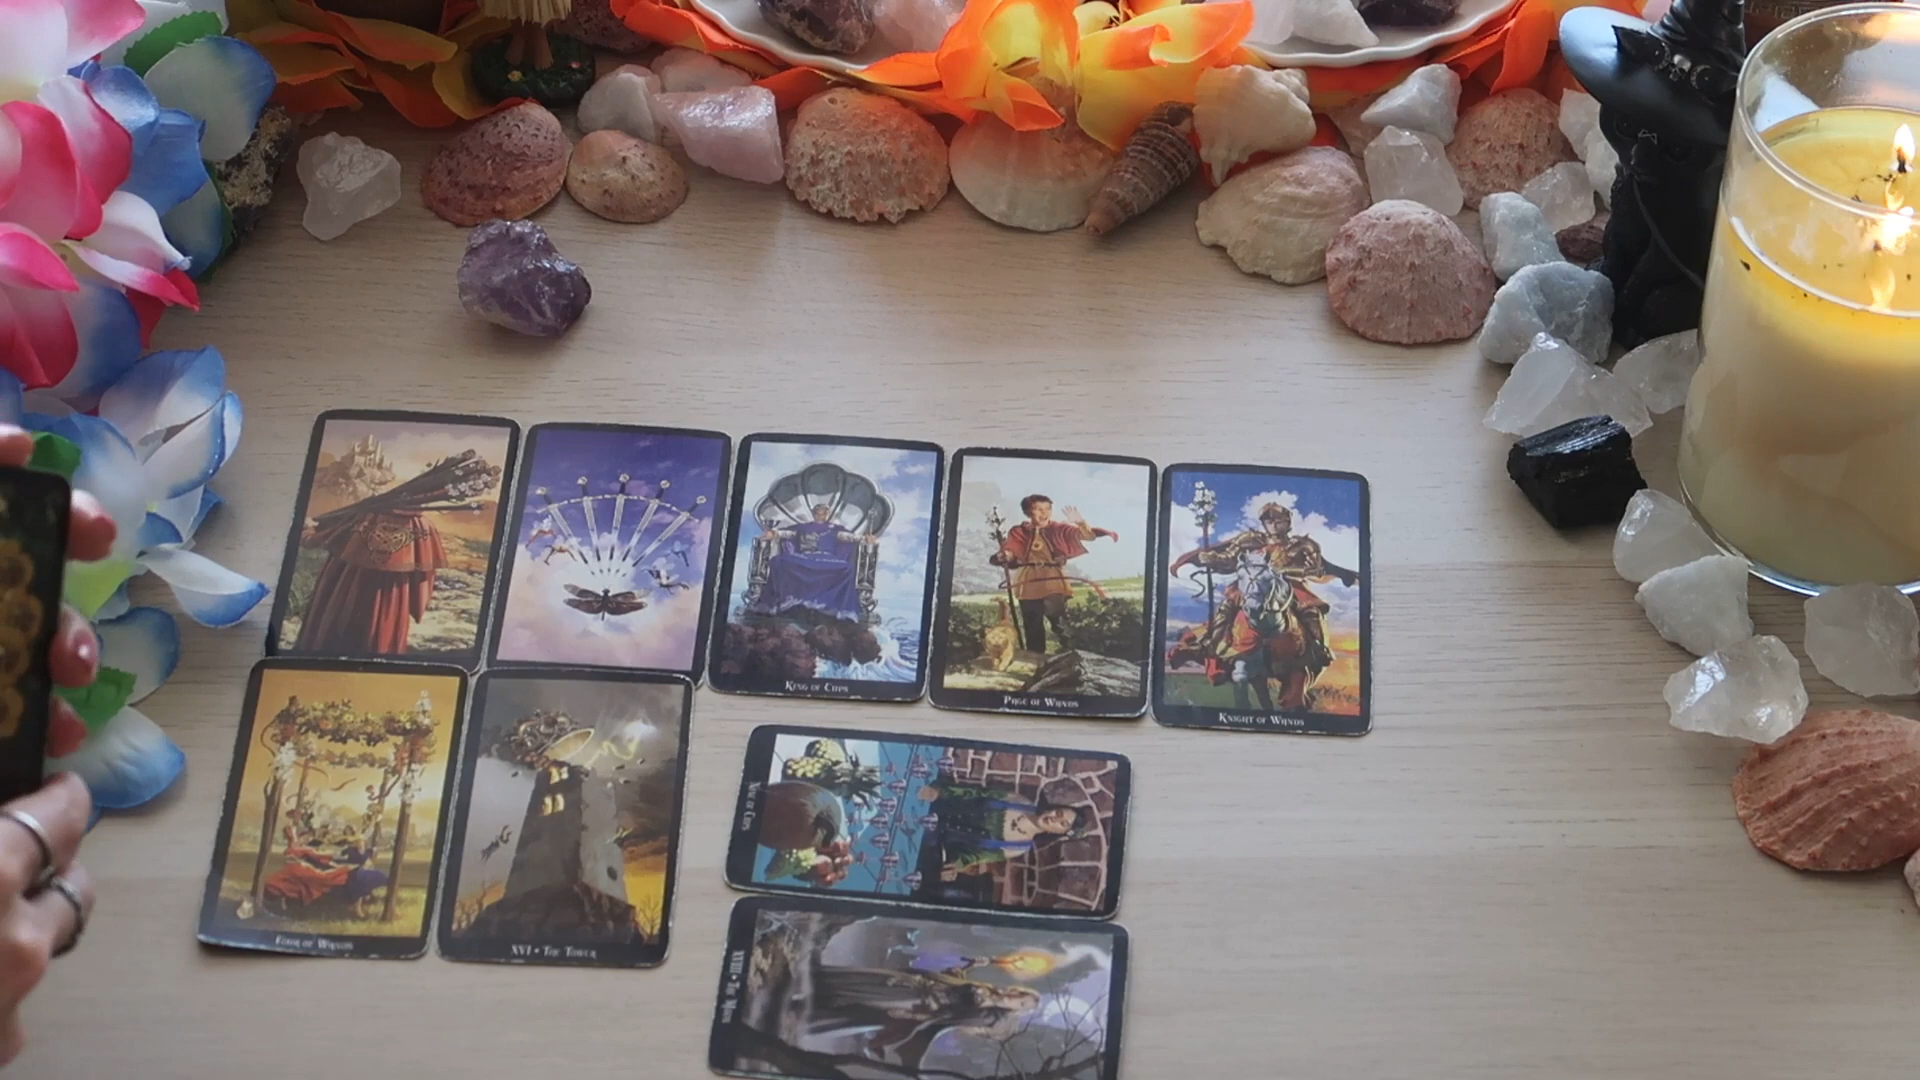 King of Cups
Page of Wands
Knight of Wands
Four of Wands
XVI • The Tower
Nine of Cups
XVIII • The Moon